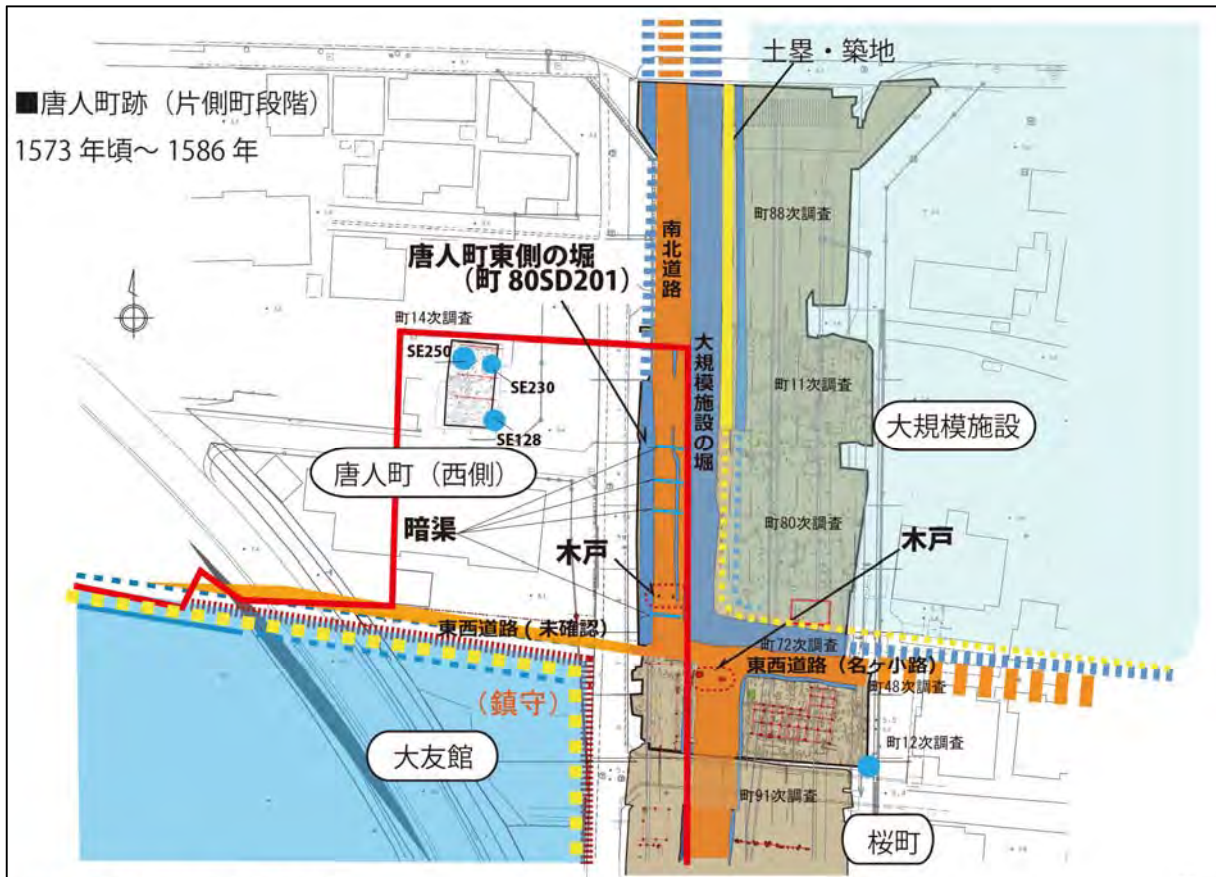 土塁・築地
■唐人町跡（片側町段階）
1573 年頃～ 1586 年
町88次調査
南北道路
唐人町東側の堀
（町 80SD201）
町14次調査
SE250
SE230
SE128
大規模施設の堀
町11次調査
大規模施設
唐人町（西側）
町80次調査
暗渠
木戸
木戸
東西道路 ( 未確認）
町72次調査
東西道路（名ヶ小路）
町48次調査
（鎮守）
大友館
町12次調査
町91次調査
桜町